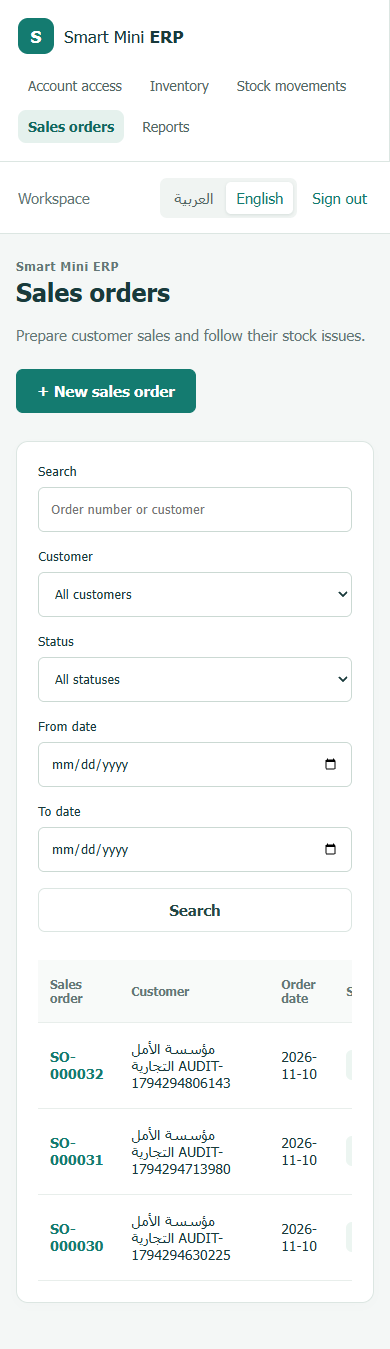 S Smart Mini ERP
Account access Inventory Stock movements
Sales orders Reports
Workspace العربية English Sign out
Smart Mini ERP
Sales orders
Prepare customer sales and follow their stock issues.
+ New sales order
Search
Order number or customer
Customer
All customers
Status
All statuses
From date
mm/dd/yyyy
To date
mm/dd/yyyy
Search
Sales order Customer Order date S
SO-000032
مؤسسة الأمل
التجارية AUDIT-
1794294806143
2026-11-10
SO-000031
مؤسسة الأمل
التجارية AUDIT-
1794294713980
2026-11-10
SO-000030
مؤسسة الأمل
التجارية AUDIT-
1794294630225
2026-11-10